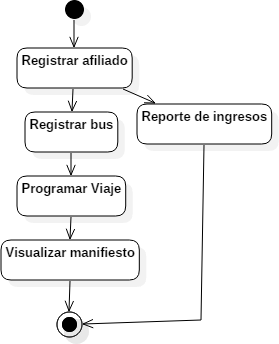 Registrar afiliado
Registrar bus
Reporte de ingresos
Programar Viaje
Visualizar manifiesto